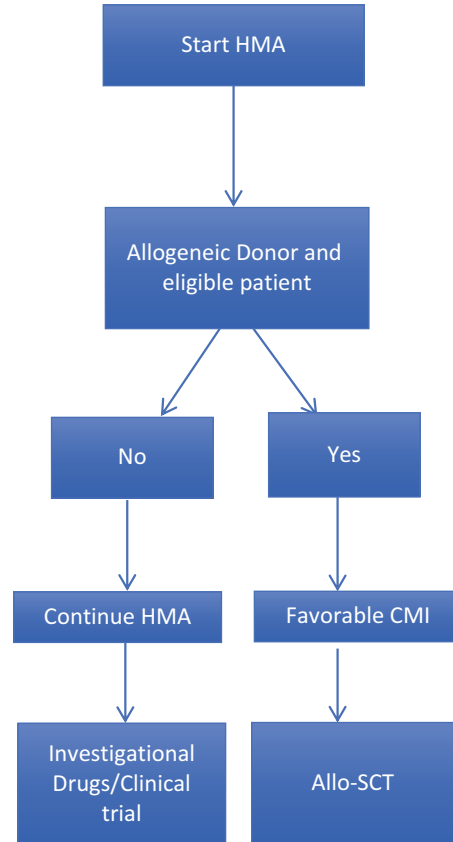 Start HMA
Allogeneic Donor and
eligible patient
No
Yes
Continue HMA
Favorable CMI
Investigational
Drugs/Clinical
trial
Allo-SCT